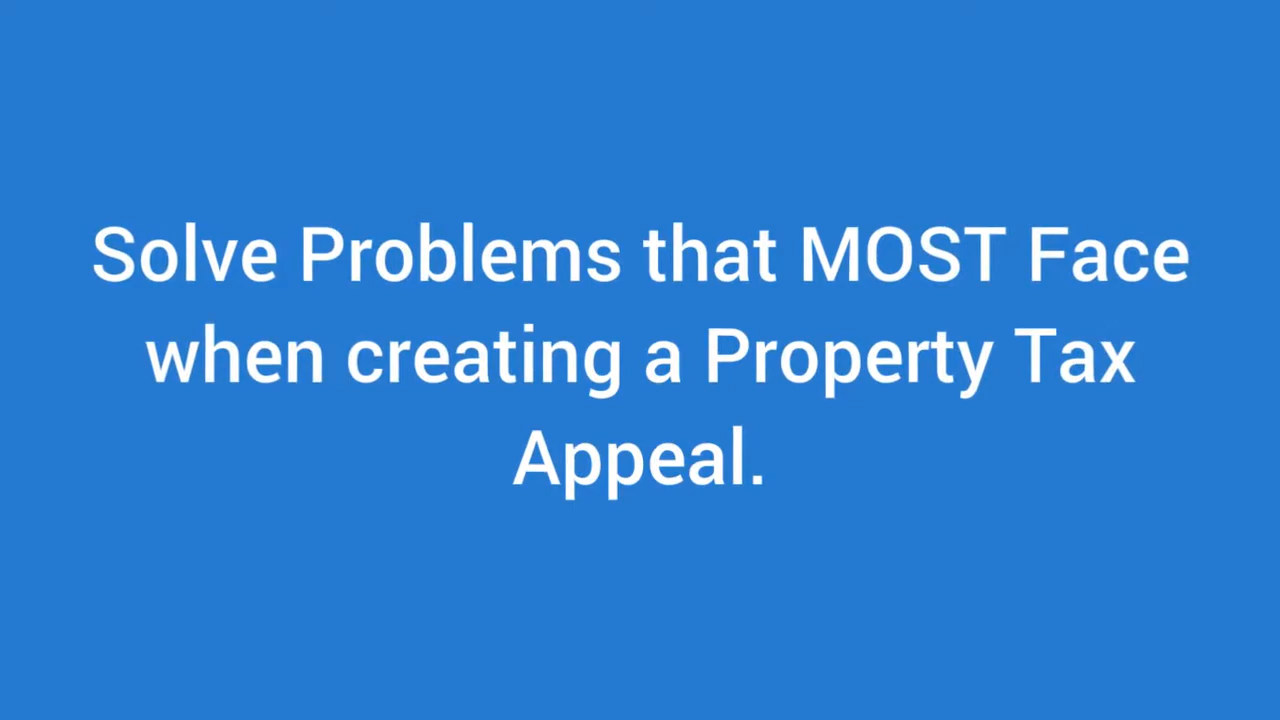 Solve Problems that MOST Face
when creating a Property Tax
Appeal.